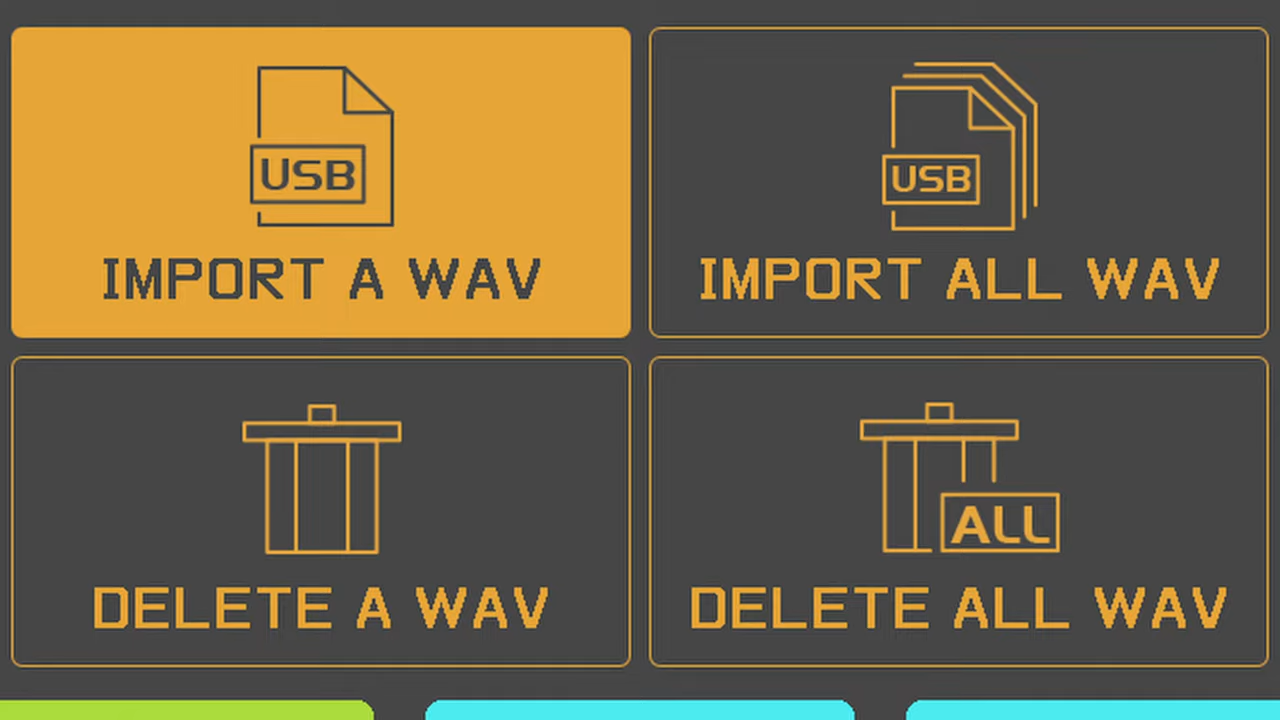 USB
IMPORT A WAV
USB
IMPORT ALL WAV
DELETE A WAV
ALL
DELETE ALL WAV